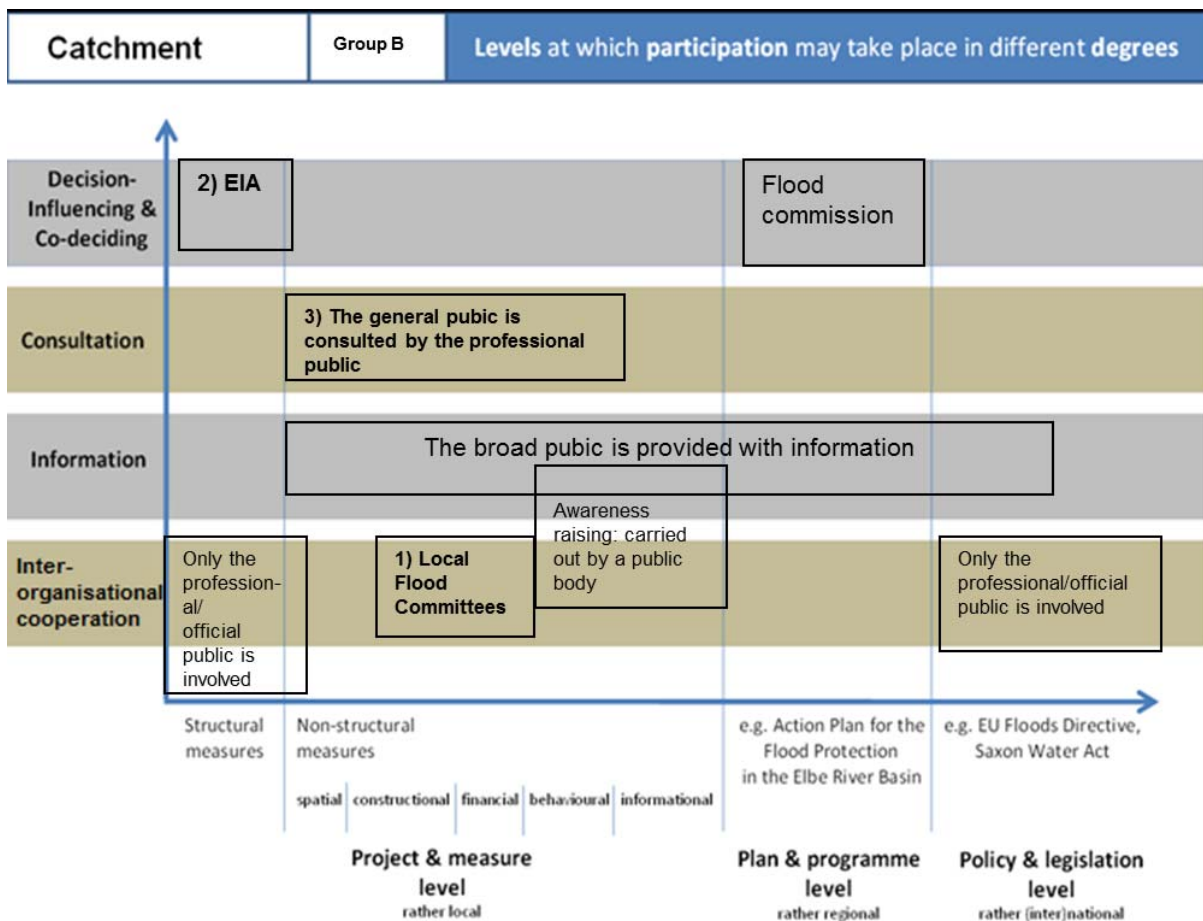 Catchment
Group B
Levels at which participation may take place in different degrees
Decision-
Influencing &
Co-deciding
2) EIA
Flood
commission
Consultation
3) The general pubic is
consulted by the professional
public
Information
The broad pubic is provided with information
Awareness
raising: carried
out by a public
body
Inter-
organisational
cooperation
Only the
profession-
al/
official
public is
involved
1) Local
Flood
Committees
Only the
professional/official
public is involved
Structural
measures
Non-structural
measures
e.g. Action Plan for the
Flood Protection
in the Elbe River Basin
e.g. EU Floods Directive,
Saxon Water Act
spatial
constructional
financial
behavioural
informational
Project & measure
level
rather local
Plan & programme
level
rather regional
Policy & legislation
level
rather (inter)national